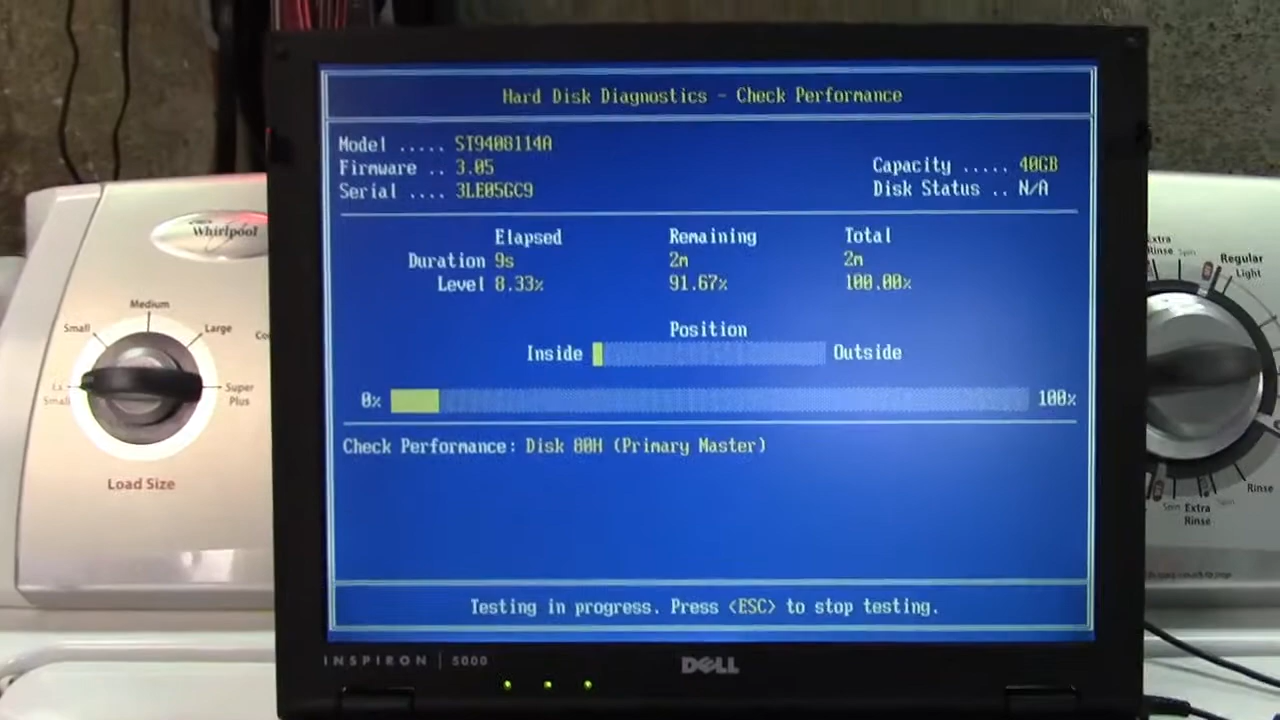 Hard Disk Diagnostics - Check Performance
Model ..... ST9408114A
Firmware .. 3.05
Serial .... 3LE05GC9
Capacity ..... 40GB
Disk Status .. N/A
Elapsed Remaining Total
Duration 9s 2m 2m
Level 8.33% 91.67% 100.00%
Position
Inside Outside
0% 100%
Check Performance: Disk 80H (Primary Master)
Testing in progress. Press <ESC> to stop testing.
INSPIRON | 5000
DELL
Whirlpool
Medium
Small
Large
Super
Plus
Small
Load Size
Extra
Rinse
Spin
Regular
Light
Rinse
Extra
Rinse